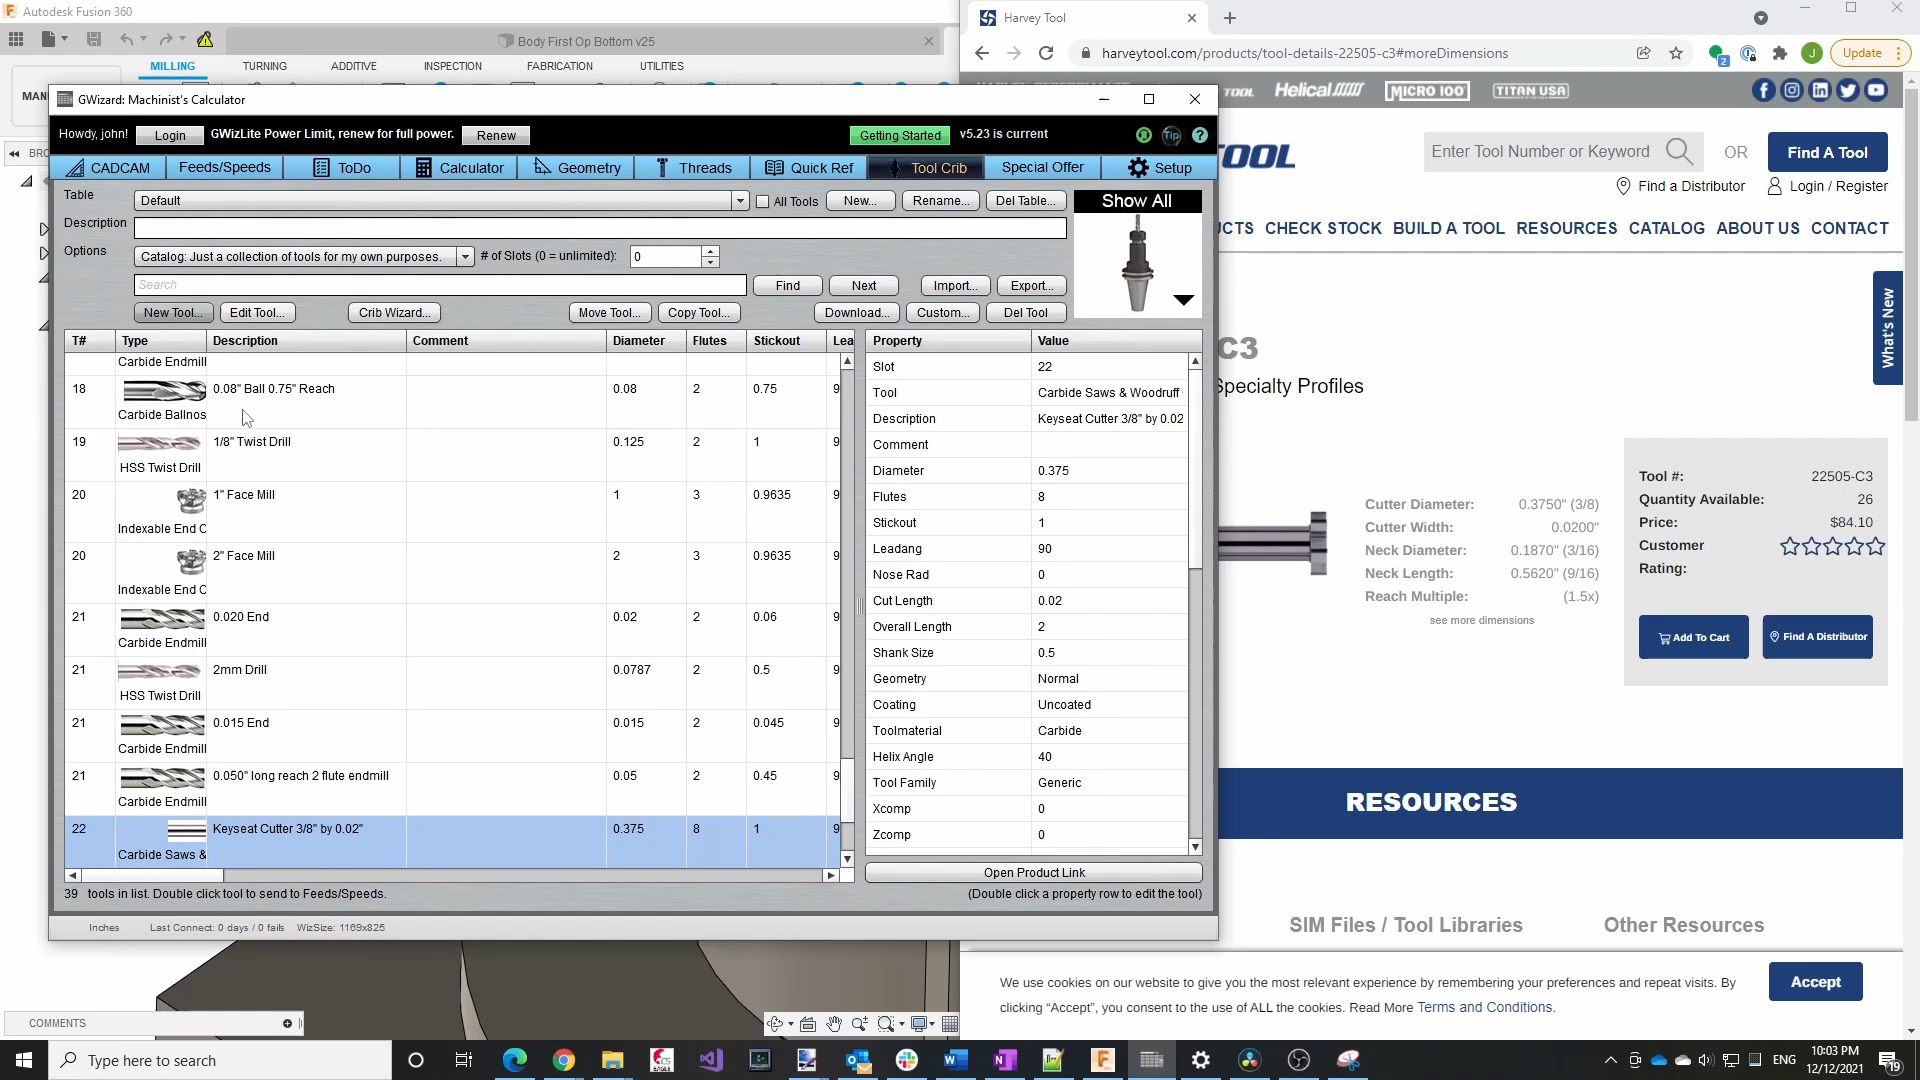 Autodesk Fusion 360
Body First Op Bottom v25
MILLING TURNING ADDITIVE INSPECTION FABRICATION UTILITIES
Harvey Tool
harveytool.com/products/tool-details-22505-c3#moreDimensions
J
Update
TOOL Helical MICRO 100 TITAN USA
GWizard: Machinist's Calculator
Howdy, john!
Login
GWizLite Power Limit, renew for full power.
Renew
Getting Started
v5.23 is current
Tip
?
CADCAM
Feeds/Speeds
ToDo
Calculator
Geometry
Threads
Quick Ref
Tool Crib
Special Offer
Setup
Table
Default
All Tools
New...
Rename...
Del Table...
Show All
Description
Options
Catalog: Just a collection of tools for my own purposes.
# of Slots (0 = unlimited):
0
Search
Find
Next
Import...
Export...
New Tool...
Edit Tool...
Crib Wizard...
Move Tool...
Copy Tool...
Download...
Custom...
Del Tool
T# Type Description Comment Diameter Flutes Stickout Lea
Carbide Endmill
18 0.08" Ball 0.75" Reach 0.08 2 0.75 9
Carbide Ballnos
19 1/8" Twist Drill 0.125 2 1 9
HSS Twist Drill
20 1" Face Mill 1 3 0.9635 9
Indexable End C
20 2" Face Mill 2 3 0.9635 9
Indexable End C
21 0.020 End 0.02 2 0.06 9
Carbide Endmill
21 2mm Drill 0.0787 2 0.5 9
HSS Twist Drill
21 0.015 End 0.015 2 0.045 9
Carbide Endmill
21 0.050" long reach 2 flute endmill 0.05 2 0.45 9
Carbide Endmill
22 Keyseat Cutter 3/8" by 0.02" 0.375 8 1 9
Carbide Saws &
39 tools in list. Double click tool to send to Feeds/Speeds.
Property Value
Slot 22
Tool Carbide Saws & Woodruff
Description Keyseat Cutter 3/8" by 0.02
Comment
Diameter 0.375
Flutes 8
Stickout 1
Leadang 90
Nose Rad 0
Cut Length 0.02
Overall Length 2
Shank Size 0.5
Geometry Normal
Coating Uncoated
Toolmaterial Carbide
Helix Angle 40
Tool Family Generic
Xcomp 0
Zcomp 0
Open Product Link
(Double click a property row to edit the tool)
Inches
Last Connect: 0 days / 0 fails
WizSize: 1169x825
TOOL
Enter Tool Number or Keyword
OR
Find A Tool
Find a Distributor
Login / Register
UCTS CHECK STOCK BUILD A TOOL RESOURCES CATALOG ABOUT US CONTACT
What's New
C3
Specialty Profiles
Cutter Diameter: 0.3750" (3/8)
Cutter Width: 0.0200"
Neck Diameter: 0.1870" (3/16)
Neck Length: 0.5620" (9/16)
Reach Multiple: (1.5x)
see more dimensions
Tool #: 22505-C3
Quantity Available: 26
Price: $84.10
Customer
Rating:
Add To Cart
Find A Distributor
RESOURCES
SIM Files / Tool Libraries
Other Resources
We use cookies on our website to give you the most relevant experience by remembering your preferences and repeat visits. By
clicking “Accept”, you consent to the use of ALL the cookies. Read More Terms and Conditions.
Accept
COMMENTS
Type here to search
ENG
10:03 PM
12/12/2021
19